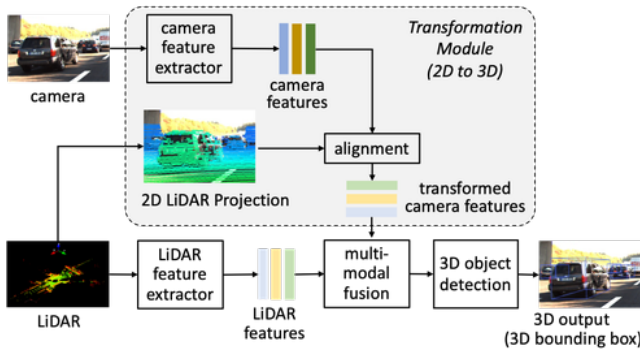 camera
feature
extractor
camera
camera
features
Transformation
Module
(2D to 3D)
alignment
2D LiDAR Projection
transformed
camera features
LiDAR
feature
extractor
LiDAR
LiDAR
features
multi-
modal
fusion
3D object
detection
3D output
(3D bounding box)